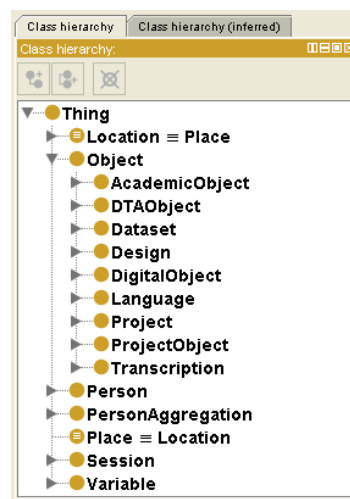 Class hierarchy Class hierarchy (inferred)
Class hierarchy:
Thing
Location ≡ Place
Object
AcademicObject
DTAObject
Dataset
Design
DigitalObject
Language
Project
ProjectObject
Transcription
Person
PersonAggregation
Place ≡ Location
Session
Variable